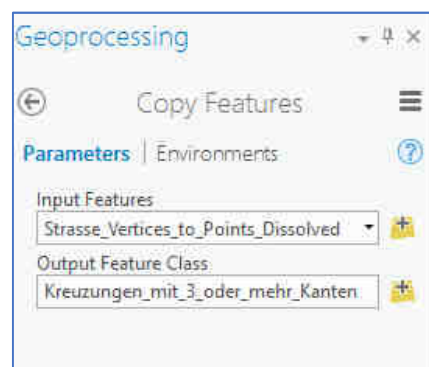 Geoprocessing
Copy Features
Parameters | Environments
Input Features
Strasse_Vertices_to_Points_Dissolved
Output Feature Class
Kreuzungen_mit_3_oder_mehr_Kanten